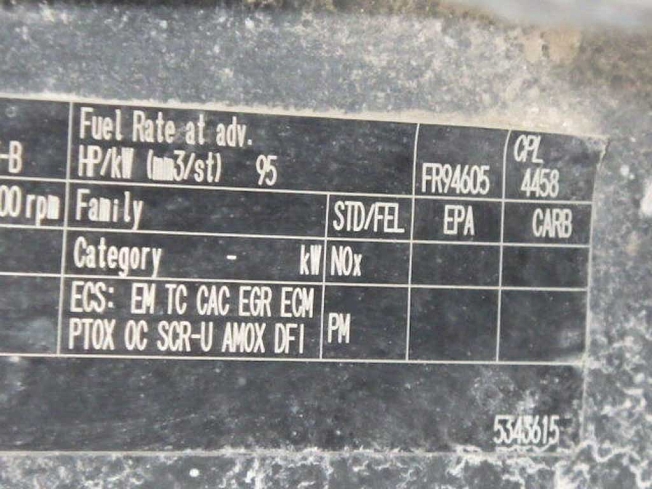 Fuel Rate at adv.
-B HP/kW (mm3/st) 95 FR94605 CPL 4458
00 rpm Family STD/FEL EPA CARB
Category - kW NOx
ECS: EM TC CAC EGR ECM
PTOX OC SCR-U AMOX DFI PM
5343615